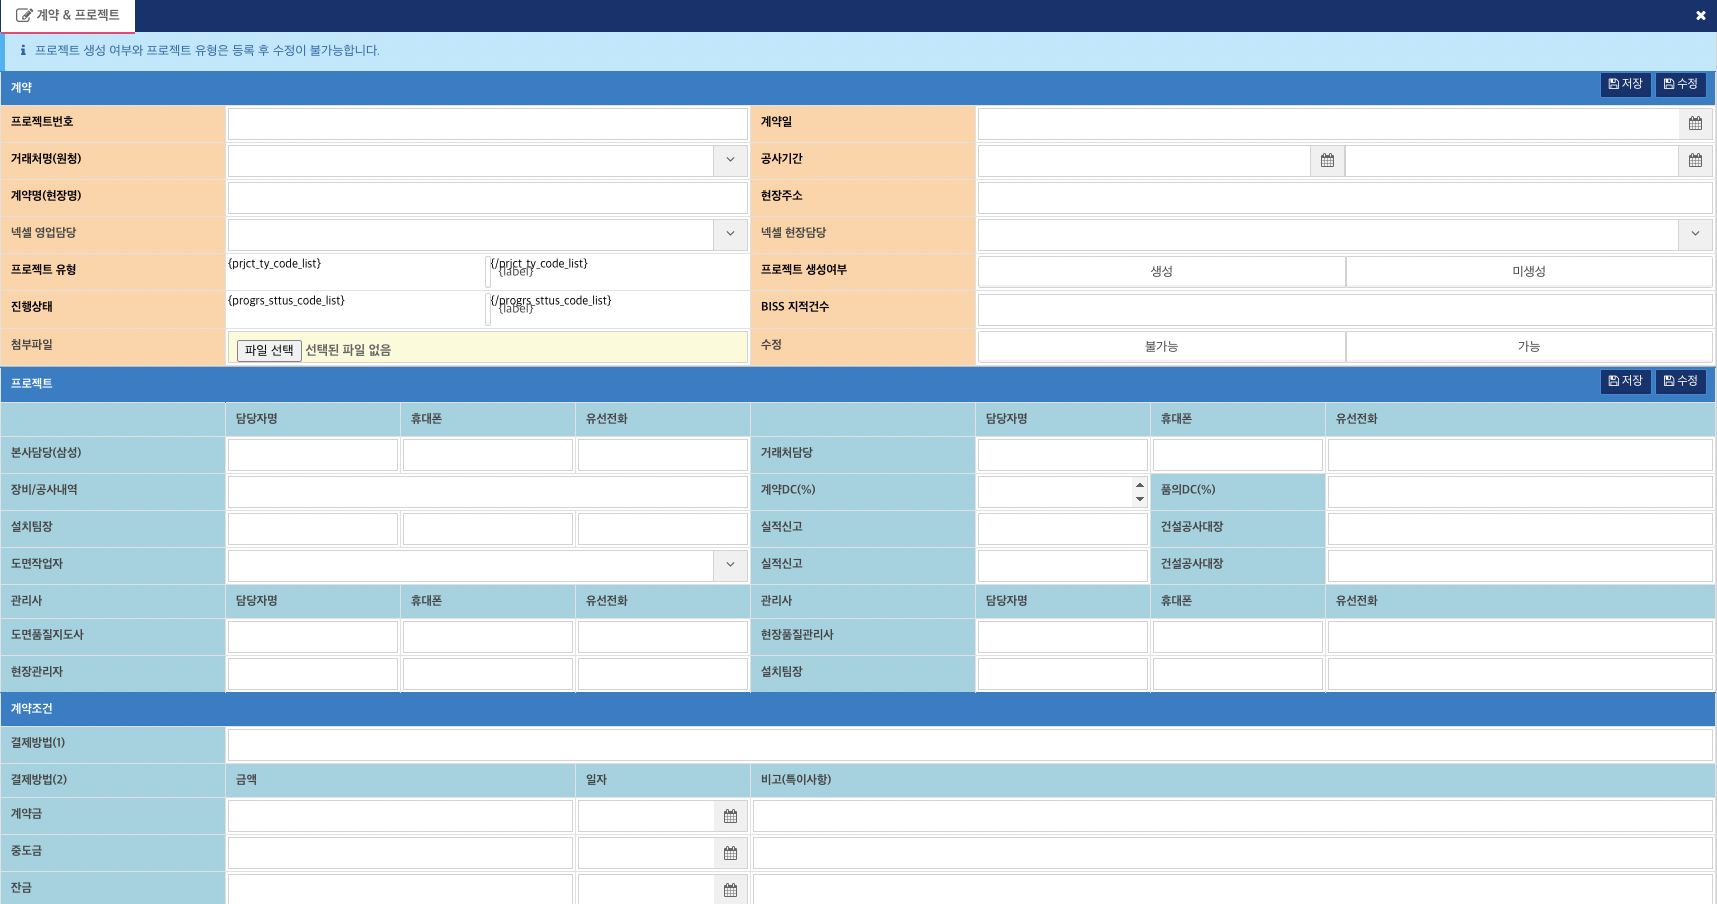 계약 & 프로젝트
프로젝트 생성 여부와 프로젝트 유형은 등록 후 수정이 불가능합니다.
계약 저장 수정
프로젝트번호 계약일
거래처명(원청) 공사기간
계약명(현장명) 현장주소
넥셀 영업담당 넥셀 현장담당
프로젝트 유형 {prjct_ty_code_list} {label} {/prjct_ty_code_list} 프로젝트 생성여부 생성 미생성
진행상태 {progrs_sttus_code_list} {label} {/progrs_sttus_code_list} BISS 지적건수
첨부파일 파일 선택 선택된 파일 없음 수정 불가능 가능
프로젝트 저장 수정
담당자명 휴대폰 유선전화 담당자명 휴대폰 유선전화
본사담당(삼성) 거래처담당
장비/공사내역 계약DC(%) 품의DC(%)
설치팀장 실적신고 건설공사대장
도면작업자 실적신고 건설공사대장
관리사 담당자명 휴대폰 유선전화 관리사 담당자명 휴대폰 유선전화
도면품질지도사 현장품질관리사
현장관리자 설치팀장
계약조건
결제방법(1)
결제방법(2) 금액 일자 비고(특이사항)
계약금
중도금
잔금